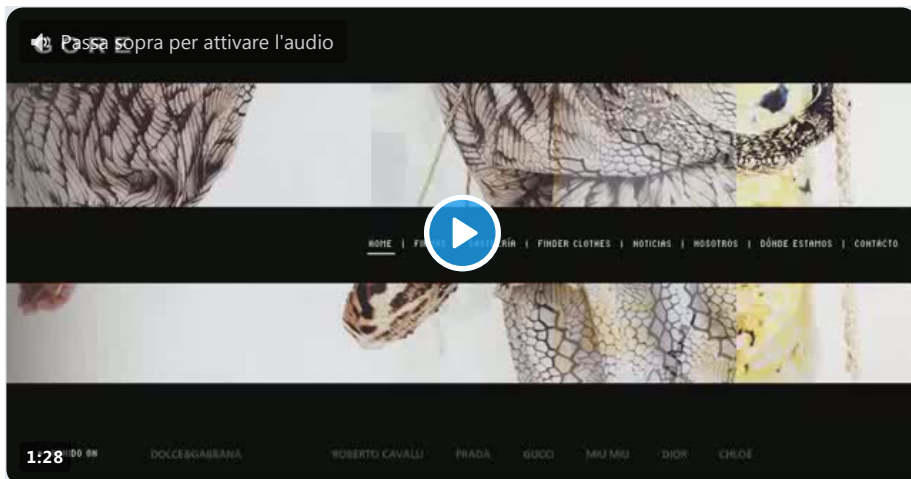 Passa sopra per attivare l'audio
CORE
HOME | | | FINDER CLOTHES | NOTICIAS | NOSOTROS | DÓNDE ESTAMOS | CONTACTO
1:28 DOLCE&GABBANA ROBERTO CAVALLI PRADA GUCCI MIU MIU DIOR CHLOE